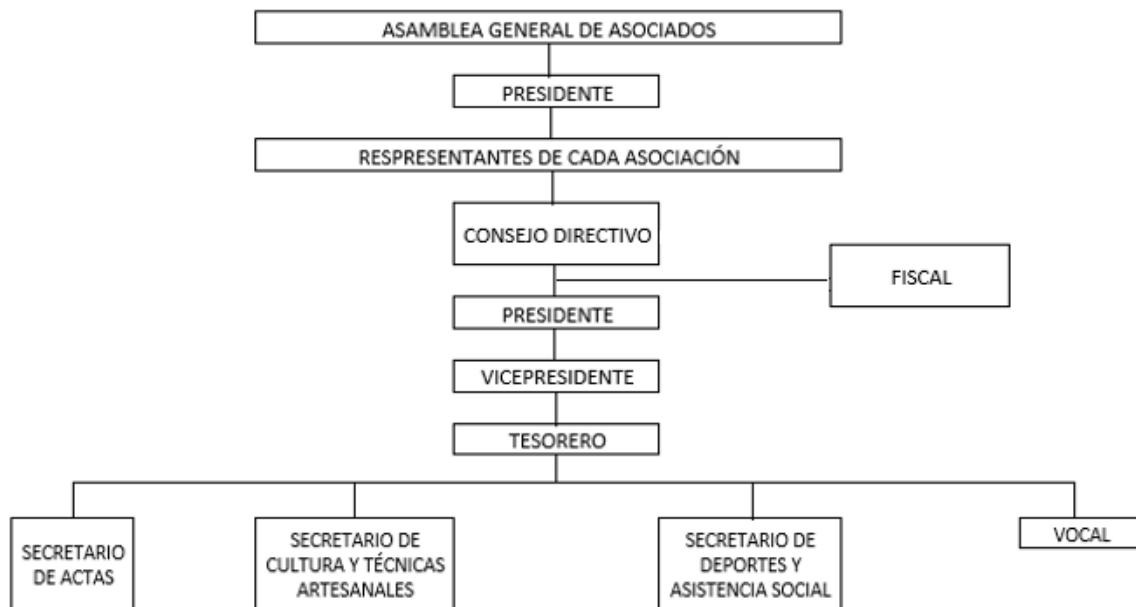 ASAMBLEA GENERAL DE ASOCIADOS
PRESIDENTE
RESPRESENTANTES DE CADA ASOCIACIÓN
CONSEJO DIRECTIVO
FISCAL
PRESIDENTE
VICEPRESIDENTE
TESORERO
SECRETARIO
DE ACTAS
SECRETARIO DE
CULTURA Y TÉCNICAS
ARTESANALES
SECRETARIO DE
DEPORTES Y
ASISTENCIA SOCIAL
VOCAL